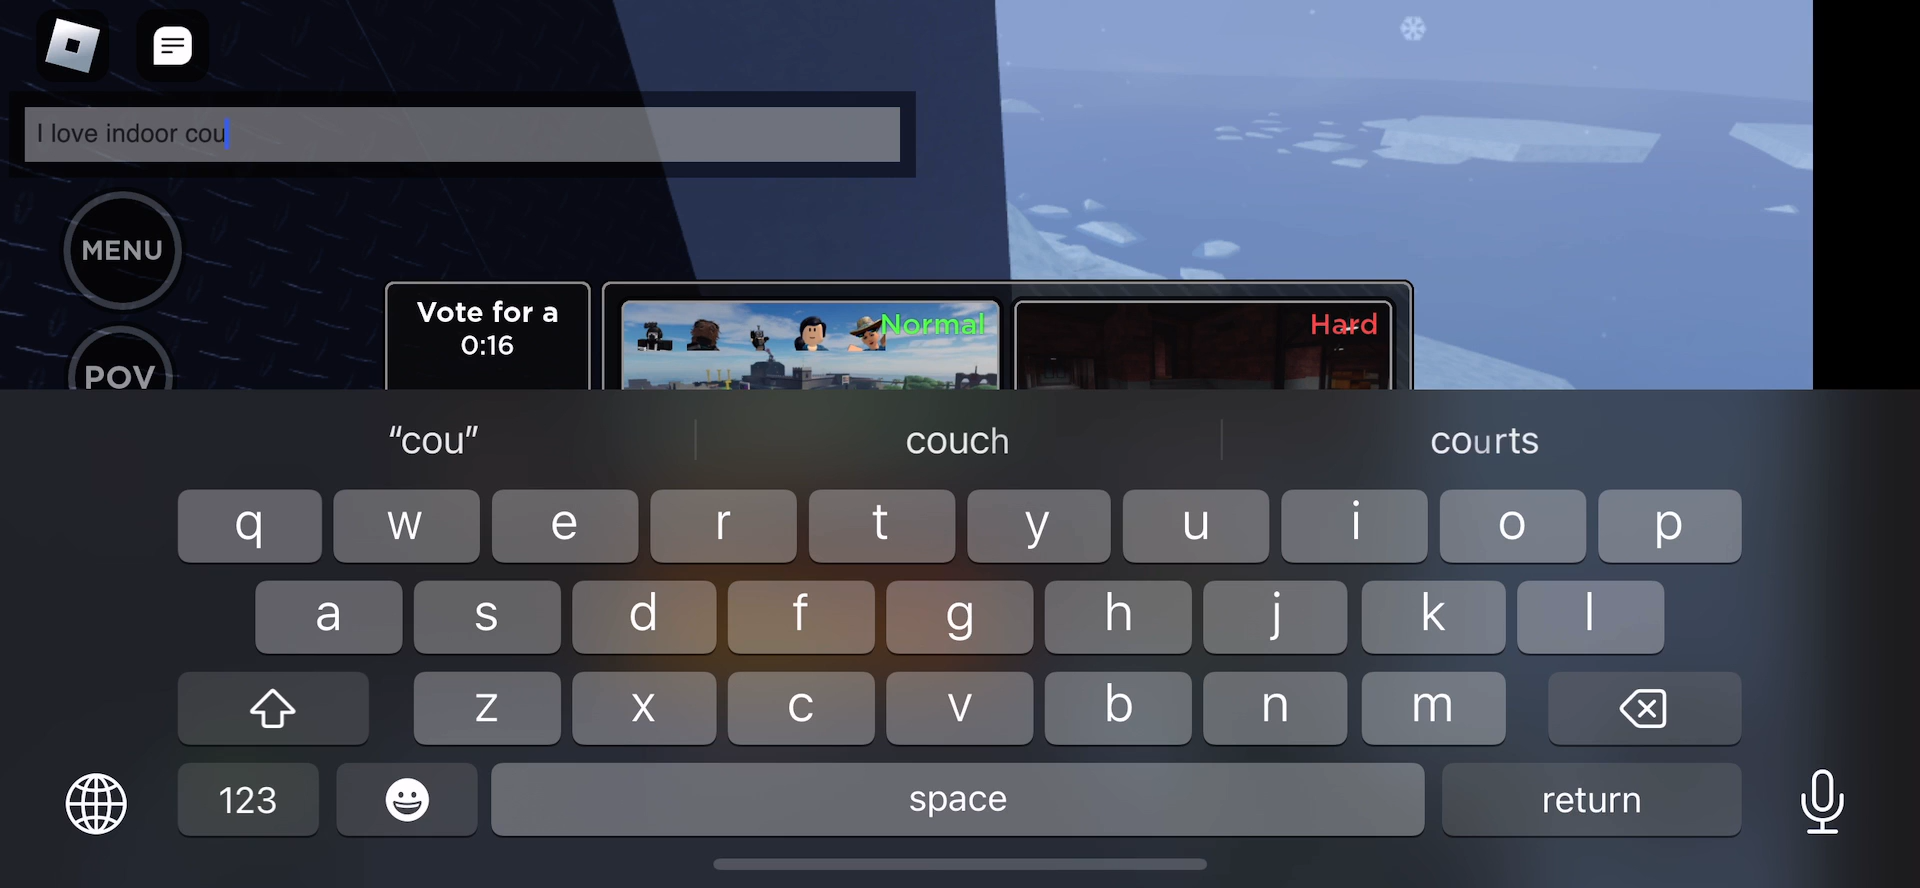 I love indoor cou
MENU
POV
Vote for a
0:16
Normal
Hard
“cou”
couch
courts
q w e r t y u i o p
a s d f g h j k l
z x c v b n m
123
space
return